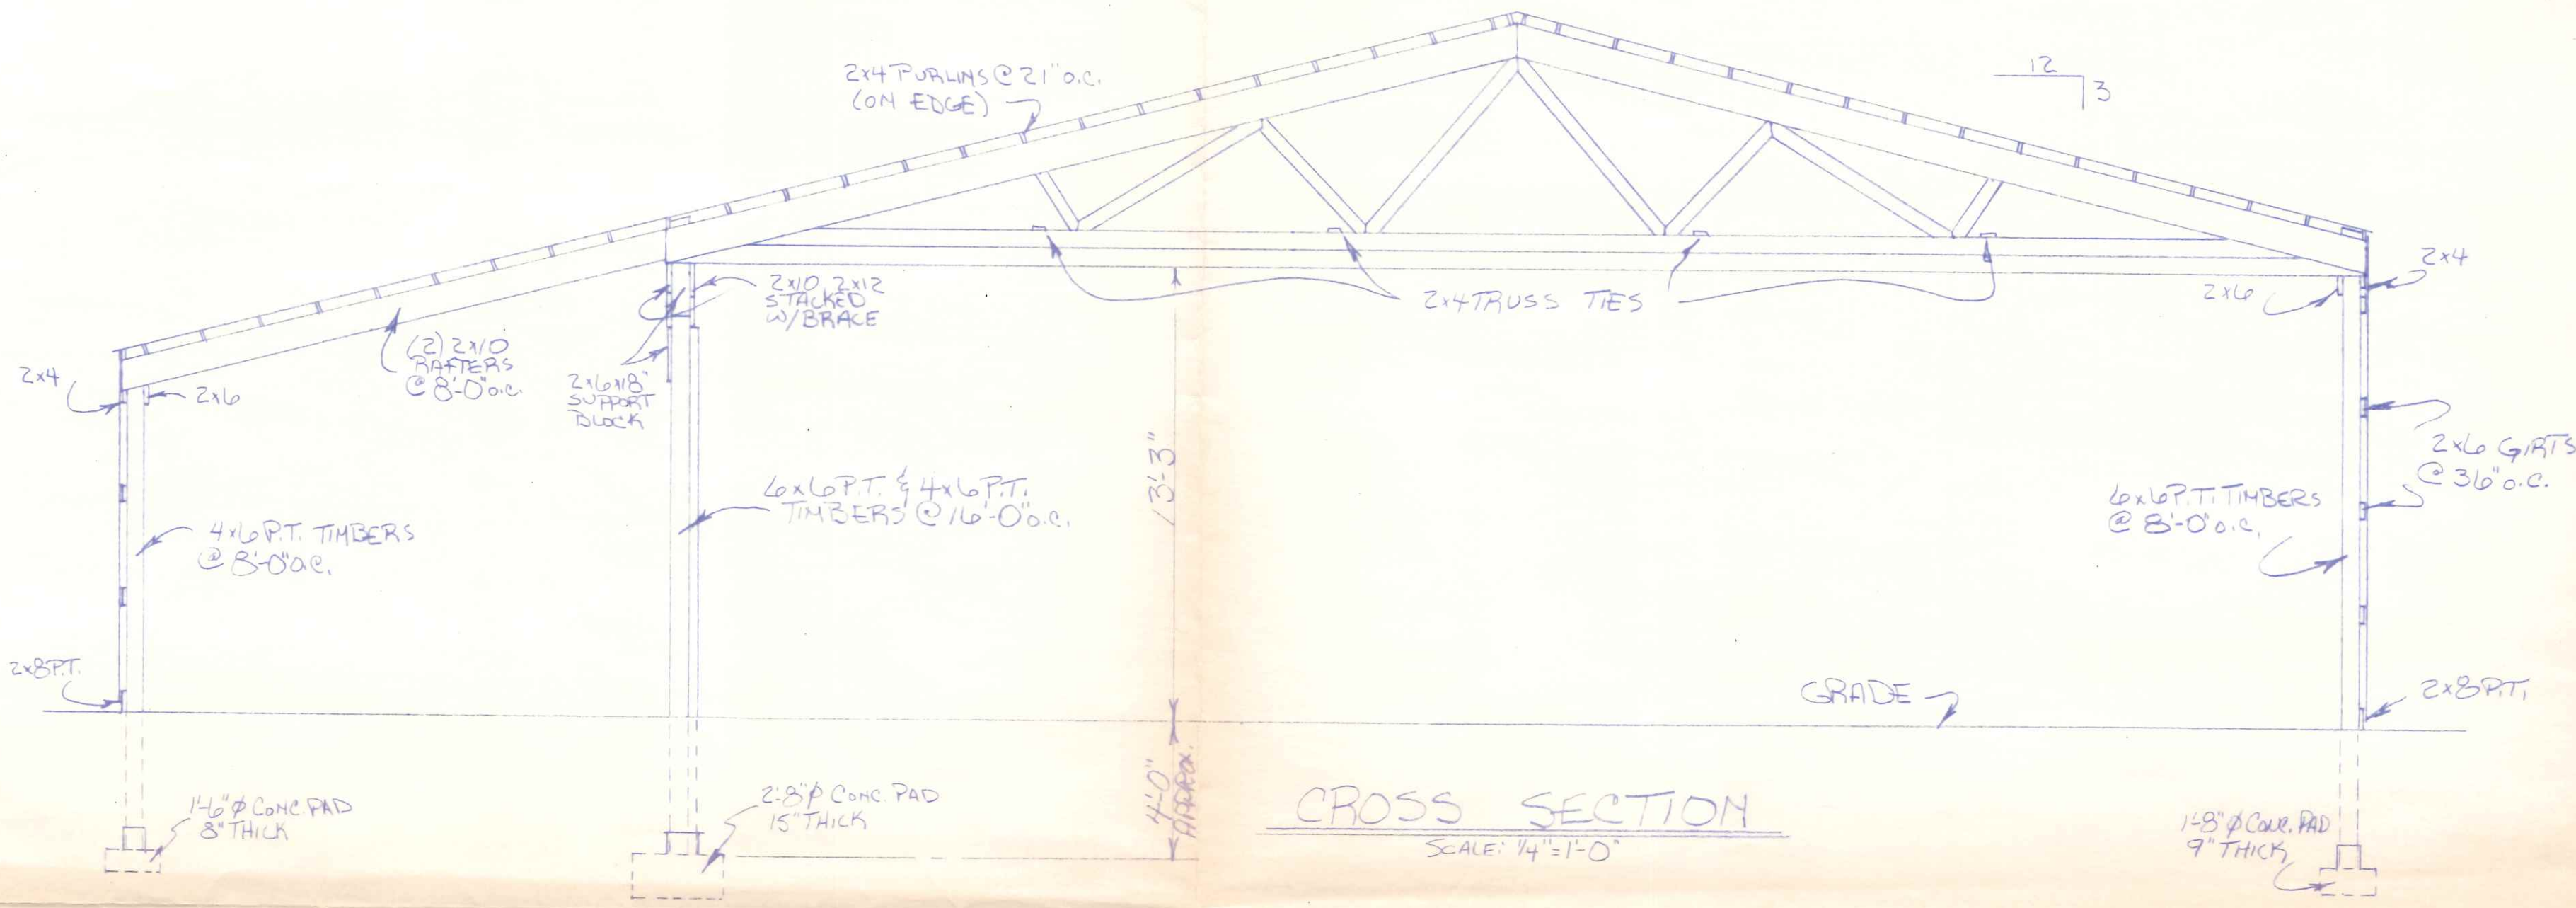 2x4 PURLINS @ 21" o.c.
(ON EDGE)
12
3
2x4
2x6
(2) 2x10
RAFTERS
@ 8'-0" o.c.
2x10, 2x12
STACKED
W/BRACE
2x6x18"
SUPPORT
BLOCK
2x4 TRUSS TIES
2x6
2x4
2x6 GIRTS
@ 36" o.c.
4x6 P.T. TIMBERS
@ 8'-0" o.c.
6x6 P.T. & 4x6 P.T.
TIMBERS @ 16'-0" o.c.
13'-3"
6x6 P.T. TIMBERS
@ 8'-0" o.c.
2x8 P.T.
GRADE
2x8 P.T.
1'-6" ϕ CONC. PAD
8" THICK
2'-8" ϕ CONC. PAD
15" THICK
4'-0"
APPROX.
CROSS SECTION
SCALE: 1/4"=1'-0"
1'-8" ϕ CONC. PAD
9" THICK